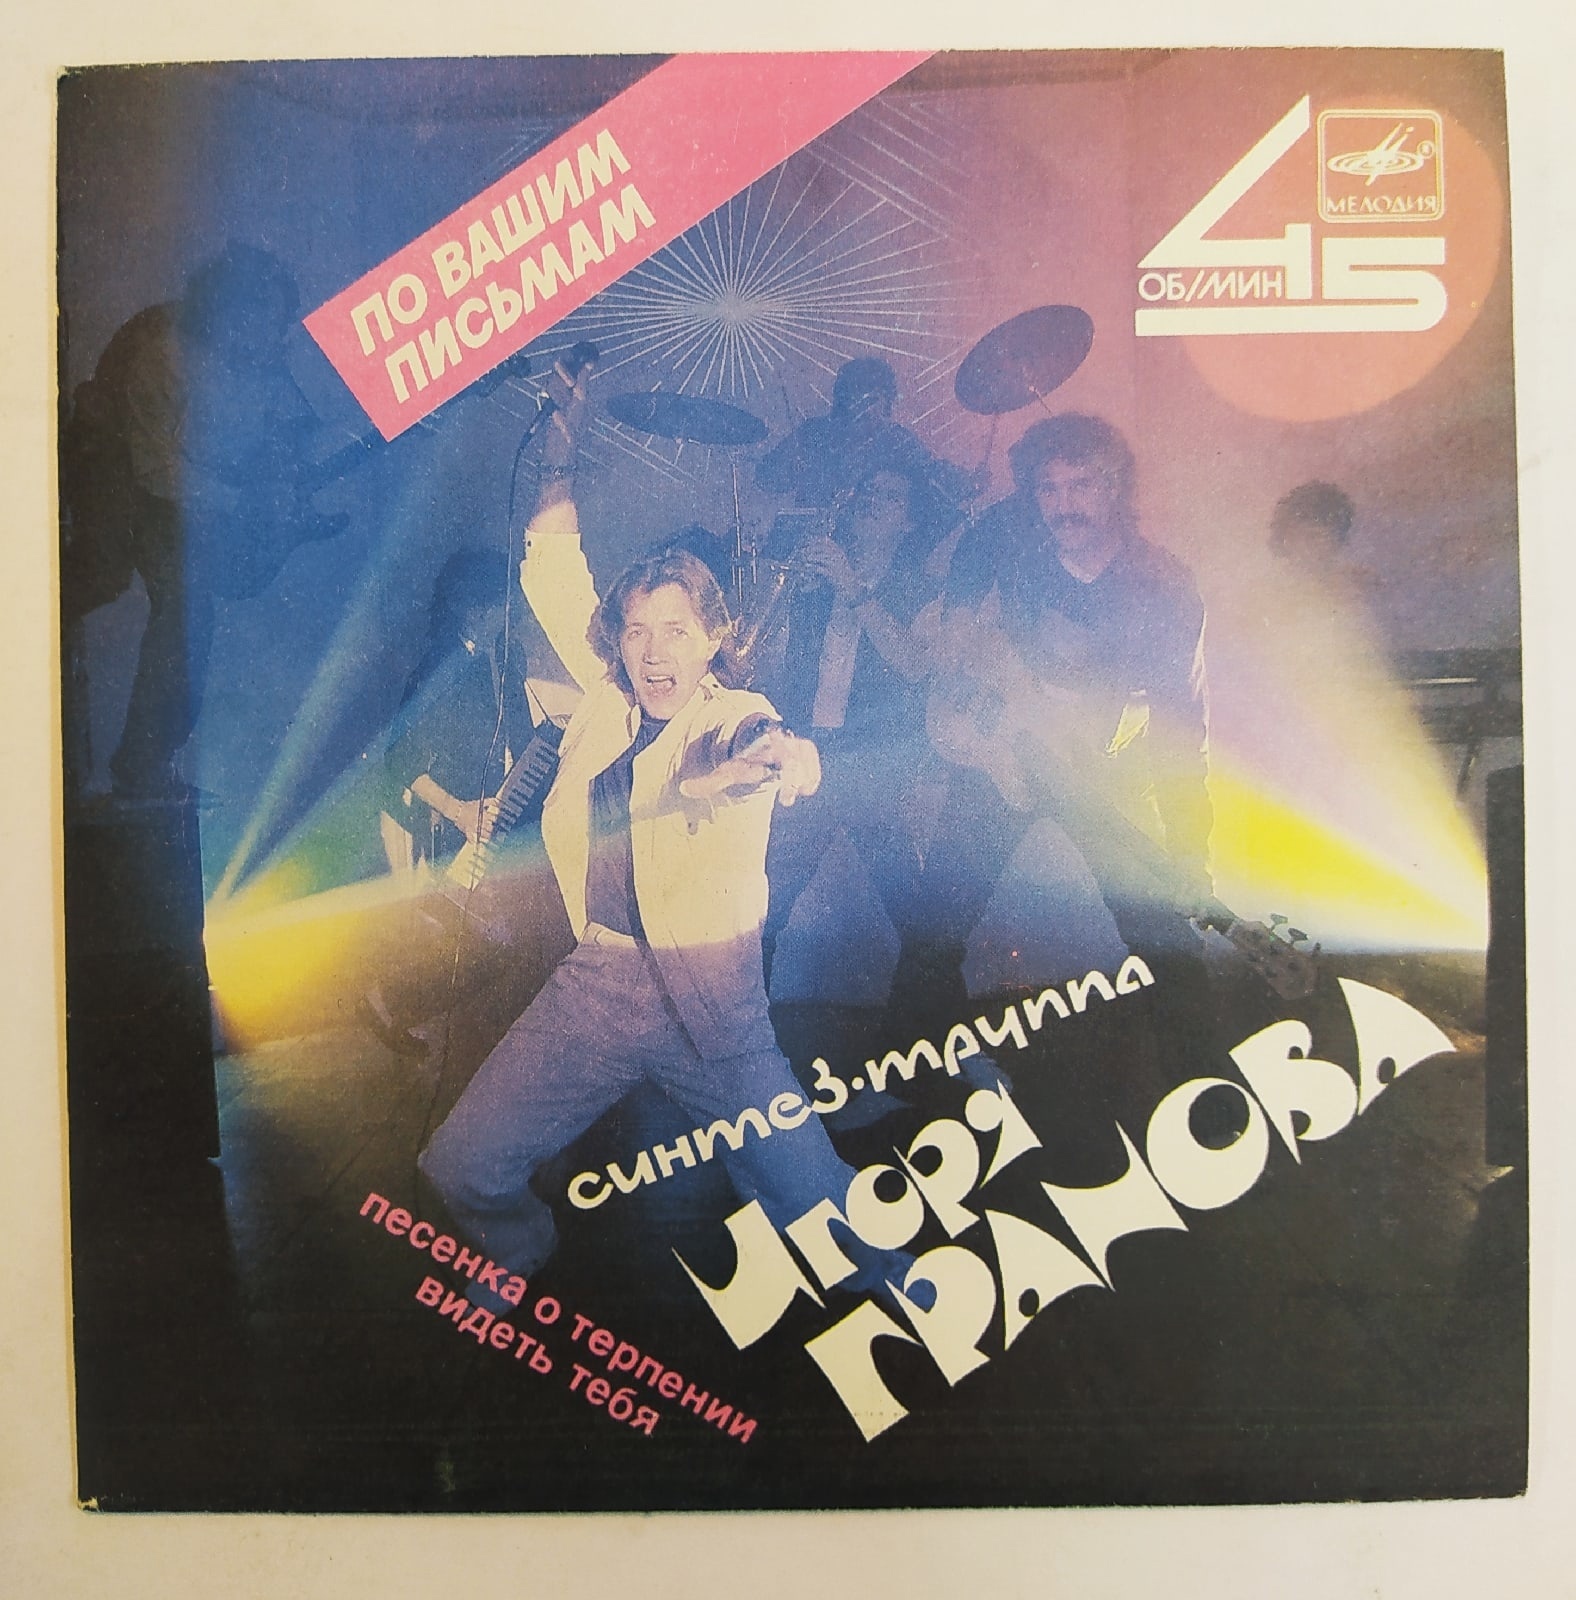 ПО ВАШИМ
ПИСЬМАМ
МЕЛОДИЯ
45
ОБ/МИН
синтез-группа
Игоря
ГРАНОВА
песенка о терпении
видеть тебя